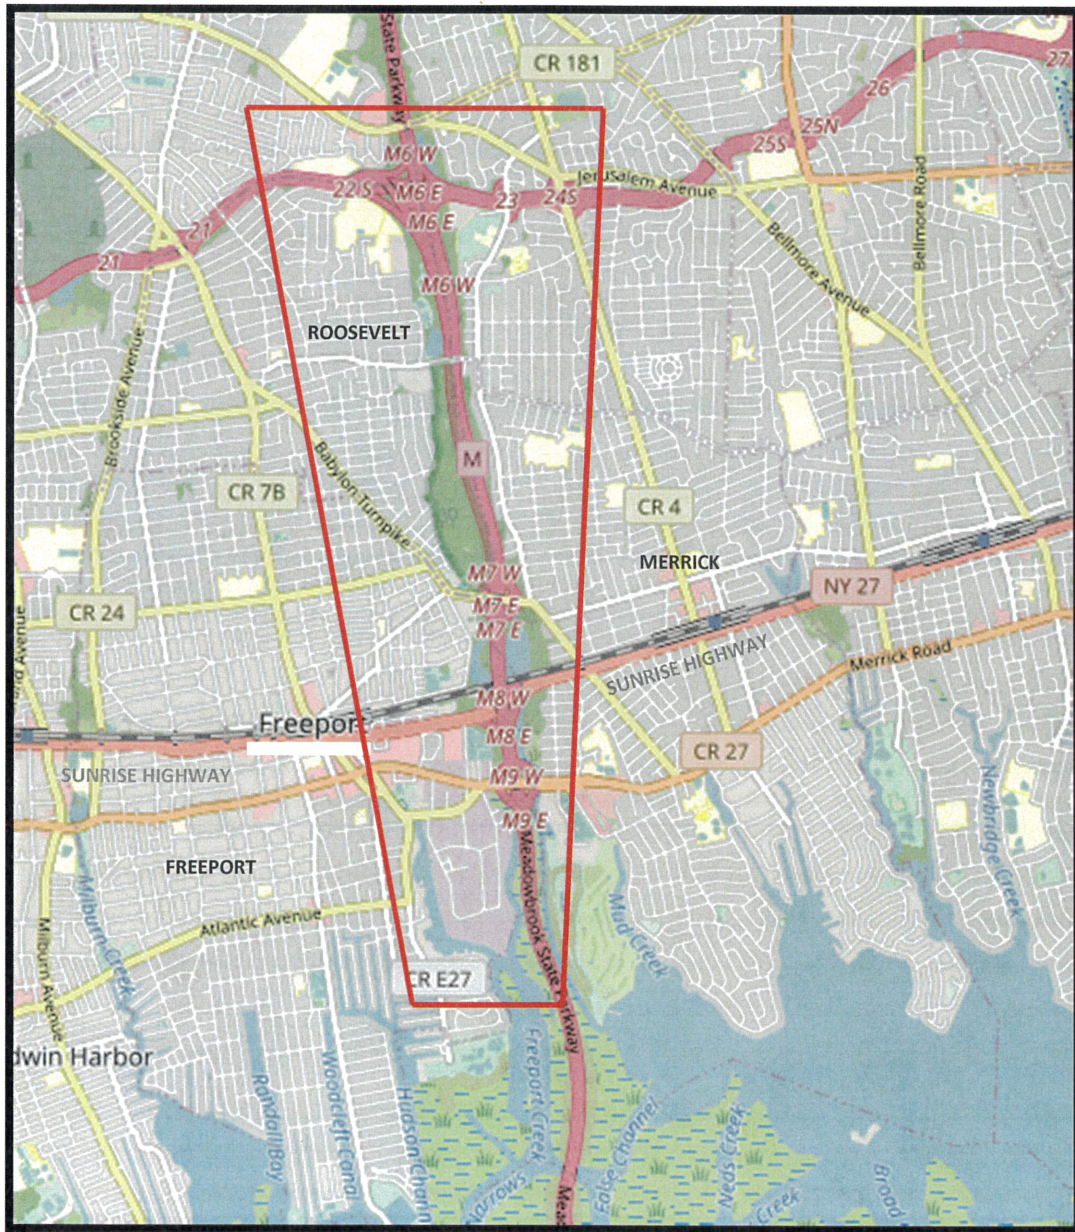 State Parkway
CR 181
27
26
25N
25S
M6 W
Jerusalem Avenue
22 S
M6 E
23
24S
Bellmore Road
21
M6 E
21
Bellmore Avenue
M6 W
ROOSEVELT
Brookside Avenue
M
Babylon Turnpike
CR 7B
CR 4
MERRICK
M7 W
NY 27
CR 24
M7 E
M7 E
Merrick Road
SUNRISE HIGHWAY
M8 W
Freeport
M8 E
CR 27
SUNRISE HIGHWAY
M9 W
Newbridge Creek
M9 E
FREEPORT
Meadowbrook State Parkway
Milburn Creek
Mud Creek
Atlantic Avenue
Milburn Avenue
CR E27
dwin Harbor
Freeport Creek
Randall Bay
Woodcleft Canal
Hudson Chann
False Channel
Neds Creek
Narrows
Creek
Broad
Mead